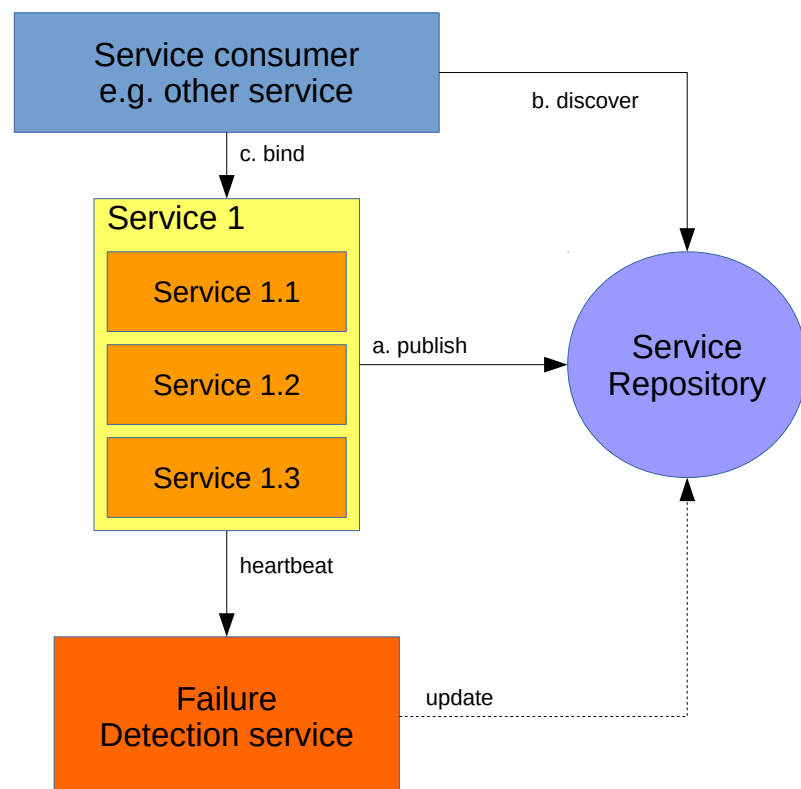 Service consumer
e.g. other service
b. discover
c. bind
Service 1
Service 1.1
a. publish
Service
Repository
Service 1.2
Service 1.3
heartbeat
Failure
Detection service
update